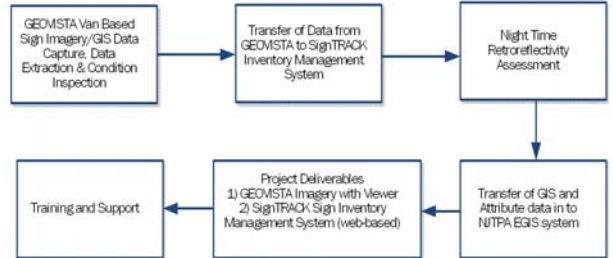 GEOVISTA Van Based
Sign Imagery/GIS Data
Capture, Data
Extraction & Condition
Inspection
Transfer of Data from
GEOVISTA to SignTRACK
Inventory Management
System
Night Time
Retroreflectivity
Assessment
Transfer of GIS and
Attribute data in to
NJTPA EGIS system
Project Deliverables
1) GEOVISTA Imagery with Viewer
2) SignTRACK Sign Inventory
Management System (web-based)
Training and Support